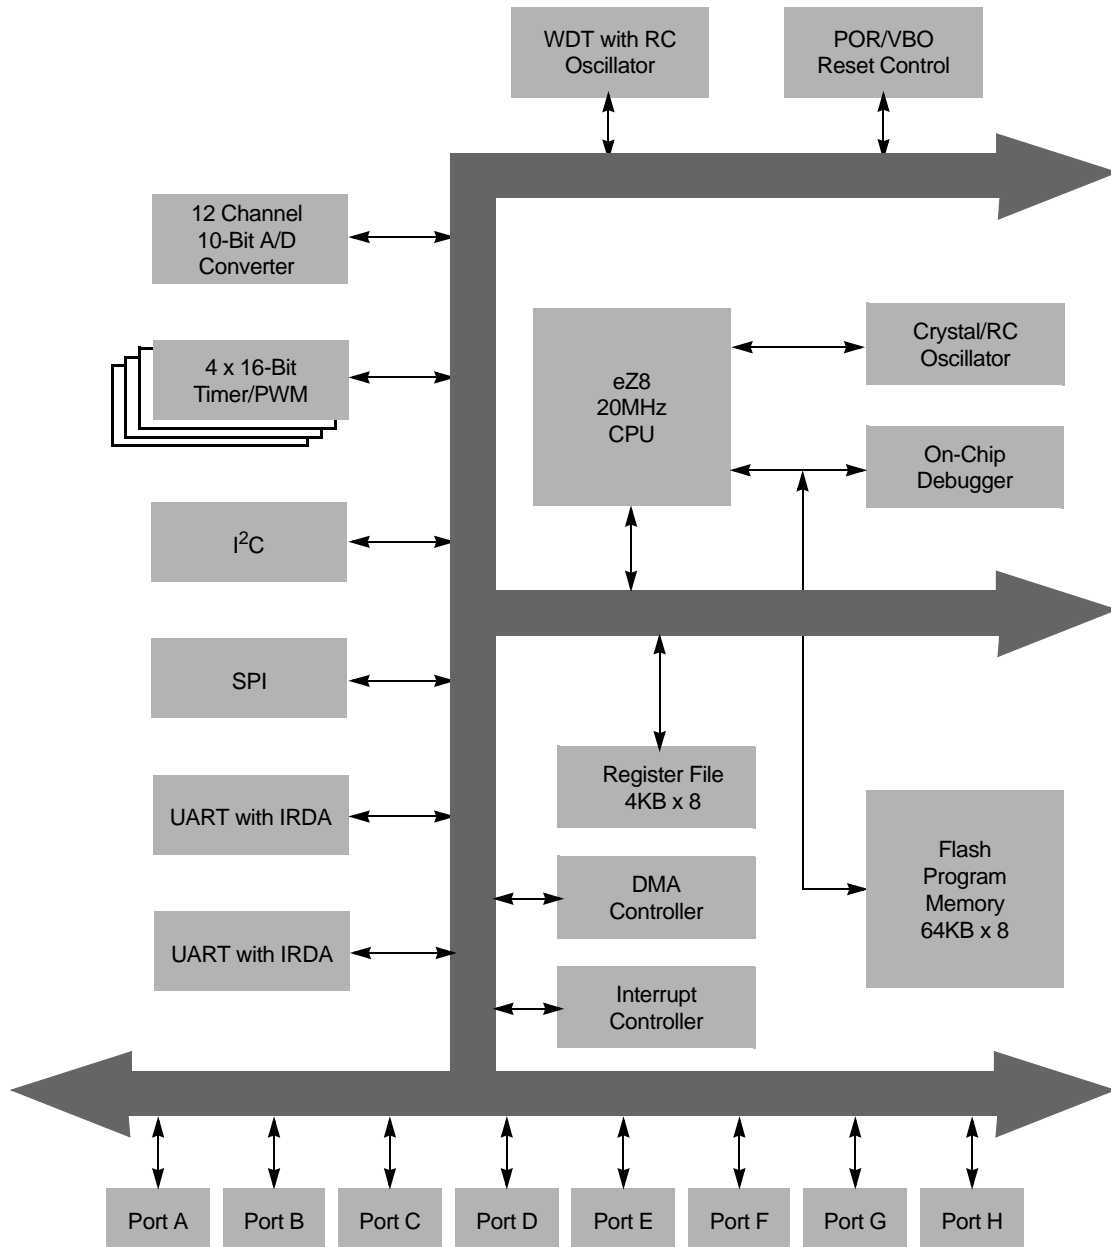 WDT with RC
Oscillator
POR/VBO
Reset Control
12 Channel
10-Bit A/D
Converter
4 x 16-Bit
Timer/PWM
eZ8
20MHz
CPU
Crystal/RC
Oscillator
On-Chip
Debugger
I²C
SPI
Register File
4KB x 8
UART with IRDA
Flash
Program
Memory
64KB x 8
DMA
Controller
UART with IRDA
Interrupt
Controller
Port A
Port B
Port C
Port D
Port E
Port F
Port G
Port H